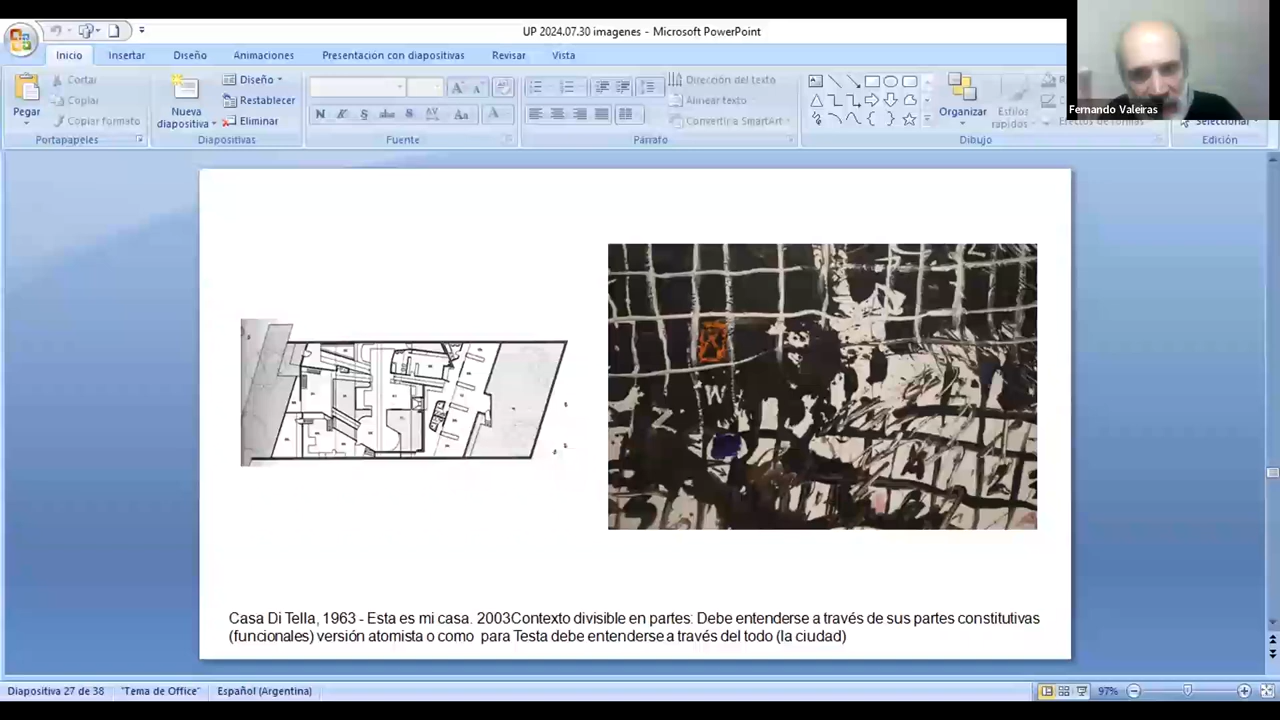 UP 2024.07.30 imagenes - Microsoft PowerPoint
Inicio Insertar Diseño Animaciones Presentación con diapositivas Revisar Vista
Pegar
Cortar
Copiar
Copiar formato
Portapapeles
Nueva diapositiva
Diseño
Restablecer
Eliminar
Diapositivas
N K S abe S AV Aa A
Fuente
Dirección del texto
Alinear texto
Convertir a SmartArt
Párrafo
Organizar
Estilos rápidos
Efectos de formas
Dibujo
Seleccionar
Edición
Fernando Valeiras
W
Z
Casa Di Tella, 1963 - Esta es mi casa. 2003Contexto divisible en partes: Debe entenderse a través de sus partes constitutivas
(funcionales) versión atomista o como para Testa debe entenderse a través del todo (la ciudad)
Diapositiva 27 de 38 "Tema de Office" Español (Argentina) 97%